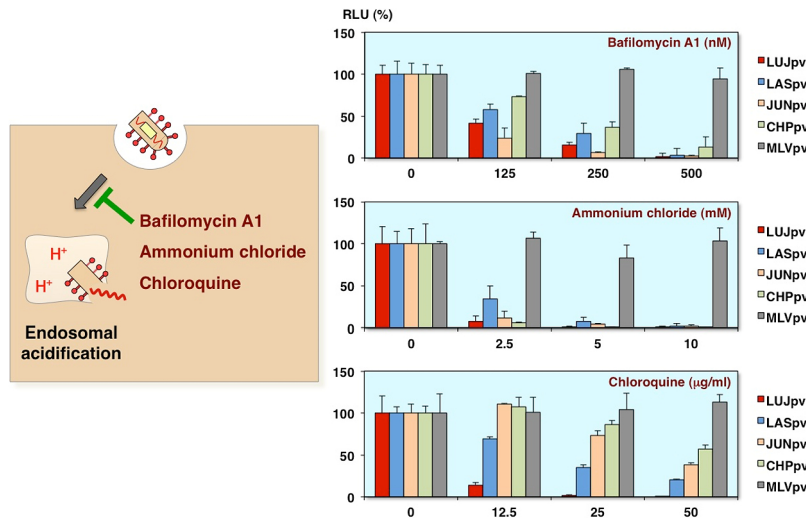 RLU (%)
150
100
50
0
Bafilomycin A1 (nM)
0
125
250
500
LUJpv
LASpv
JUNpv
CHPpv
MLVpv
Bafilomycin A1
Ammonium chloride
Chloroquine
H+
H+
Endosomal
acidification
150
100
50
0
Ammonium chloride (mM)
0
2.5
5
10
LUJpv
LASpv
JUNpv
CHPpv
MLVpv
150
100
50
0
Chloroquine (μg/ml)
0
12.5
25
50
LUJpv
LASpv
JUNpv
CHPpv
MLVpv